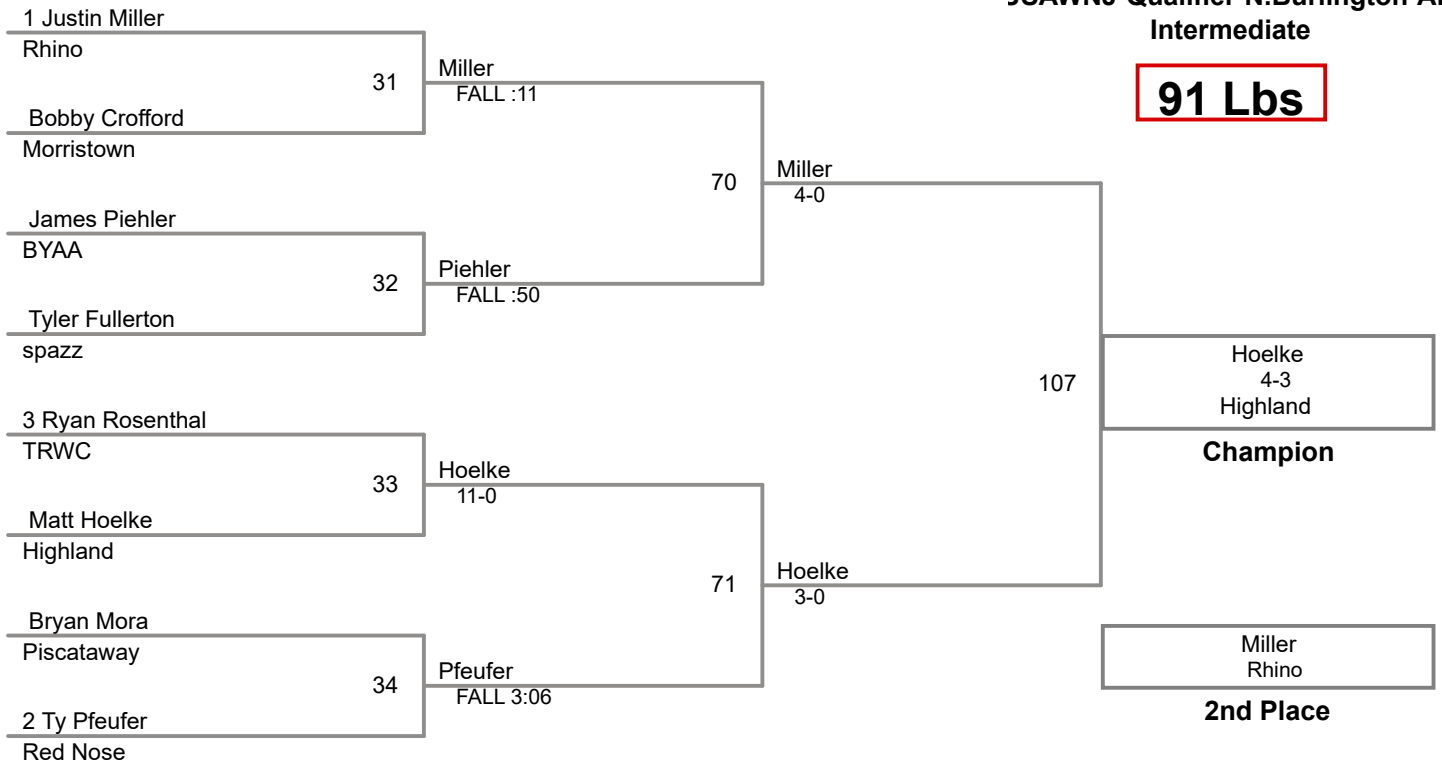 Qualifier N.Burlington
Intermediate
91 Lbs
1 Justin Miller
Rhino
31
Bobby Crofford
Morristown
Miller
FALL :11
James Piehler
BYAA
32
Tyler Fullerton
spazz
Piehler
FALL :50
70
Miller
4-0
3 Ryan Rosenthal
TRWC
33
Matt Hoelke
Highland
Hoelke
11-0
Bryan Mora
Piscataway
34
2 Ty Pfeufer
Red Nose
Pfeufer
FALL 3:06
71
Hoelke
3-0
107
Hoelke
4-3
Highland
Champion
Miller
Rhino
2nd Place